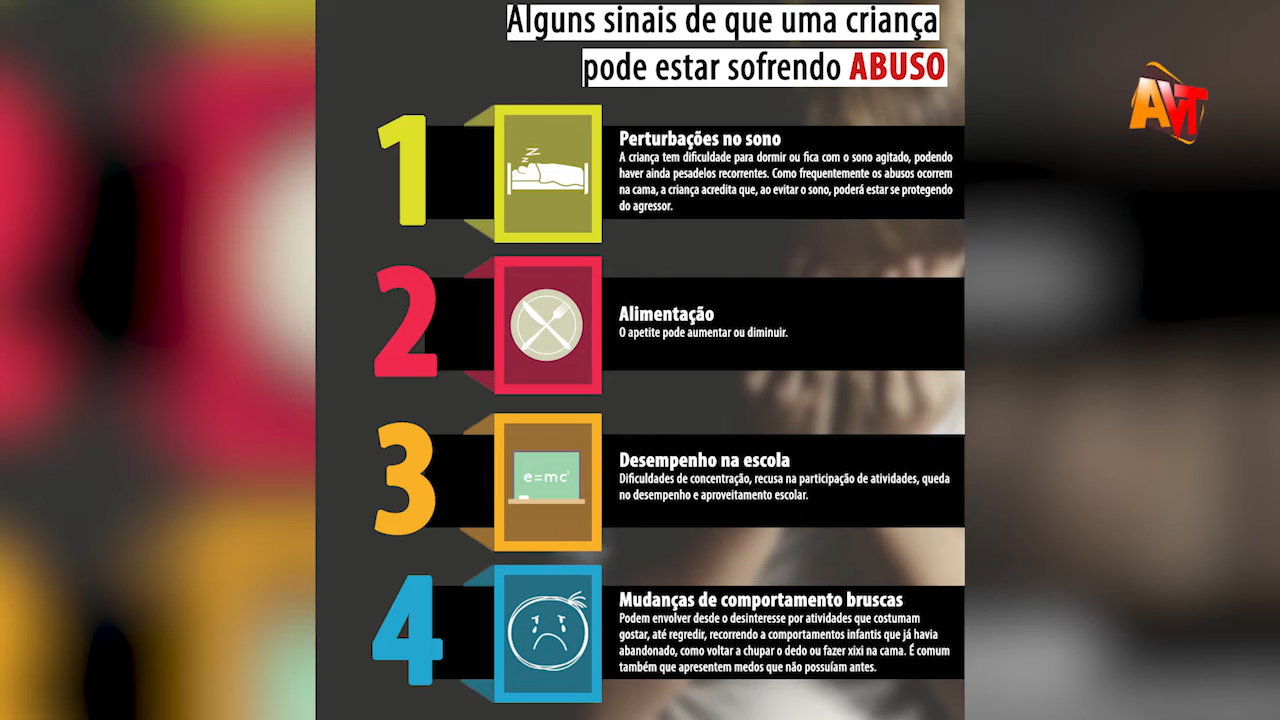 Alguns sinais de que uma criança
pode estar sofrendo ABUSO
AVT
1
Perturbações no sono
A criança tem dificuldade para dormir ou fica com o sono agitado, podendo
haver ainda pesadelos recorrentes. Como frequentemente os abusos ocorrem
na cama, a criança acredita que, ao evitar o sono, poderá estar se protegendo
do agressor.
z z z
2
Alimentação
O apetite pode aumentar ou diminuir.
3
Desempenho na escola
Dificuldades de concentração, recusa na participação de atividades, queda
no desempenho e aproveitamento escolar.
e=mc²
4
Mudanças de comportamento bruscas
Podem envolver desde o desinteresse por atividades que costumam
gostar, até regredir, recorrendo a comportamentos infantis que já havia
abandonado, como voltar a chupar o dedo ou fazer xixi na cama. É comum
também que apresentem medos que não possuíam antes.